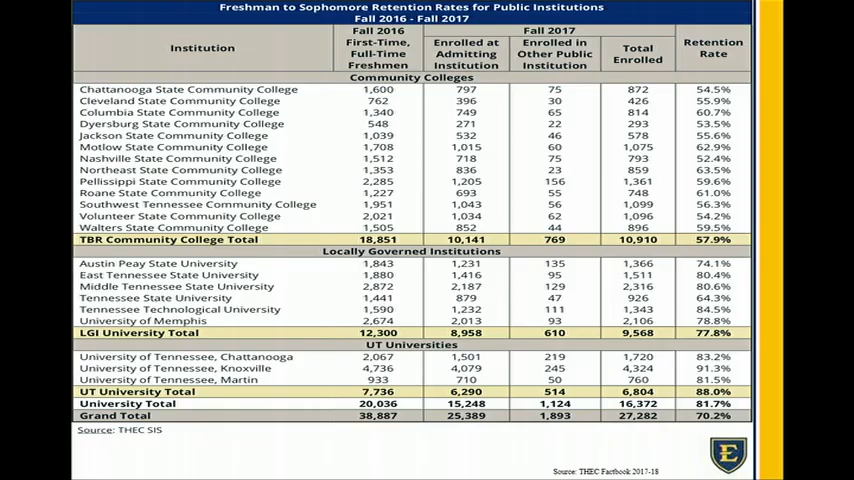 Freshman to Sophomore Retention Rates for Public Institutions
Fall 2016 - Fall 2017
Institution Fall 2016 First-Time, Full-Time Freshmen Fall 2017 Enrolled at Admitting Institution Enrolled in Other Public Institution Total Enrolled Retention Rate
Community Colleges
Chattanooga State Community College 1,600 797 75 872 54.5%
Cleveland State Community College 762 396 30 426 55.9%
Columbia State Community College 1,340 749 65 814 60.7%
Dyersburg State Community College 548 271 22 293 53.5%
Jackson State Community College 1,039 532 46 578 55.6%
Motlow State Community College 1,708 1,015 60 1,075 62.9%
Nashville State Community College 1,512 718 75 793 52.4%
Northeast State Community College 1,353 836 23 859 63.5%
Pellissippi State Community College 2,285 1,205 156 1,361 59.6%
Roane State Community College 1,227 693 55 748 61.0%
Southwest Tennessee Community College 1,951 1,043 56 1,099 56.3%
Volunteer State Community College 2,021 1,034 62 1,096 54.2%
Walters State Community College 1,505 852 44 896 59.5%
TBR Community College Total 18,851 10,141 769 10,910 57.9%
Locally Governed Institutions
Austin Peay State University 1,843 1,231 135 1,366 74.1%
East Tennessee State University 1,880 1,416 95 1,511 80.4%
Middle Tennessee State University 2,872 2,187 129 2,316 80.6%
Tennessee State University 1,441 879 47 926 64.3%
Tennessee Technological University 1,590 1,232 111 1,343 84.5%
University of Memphis 2,674 2,013 93 2,106 78.8%
LGI University Total 12,300 8,958 610 9,568 77.8%
UT Universities
University of Tennessee, Chattanooga 2,067 1,501 219 1,720 83.2%
University of Tennessee, Knoxville 4,736 4,079 245 4,324 91.3%
University of Tennessee, Martin 933 710 50 760 81.5%
UT University Total 7,736 6,290 514 6,804 88.0%
University Total 20,036 15,248 1,124 16,372 81.7%
Grand Total 38,887 25,389 1,893 27,282 70.2%
Source: THEC SIS
E
Source: THEC Factbook 2017-18